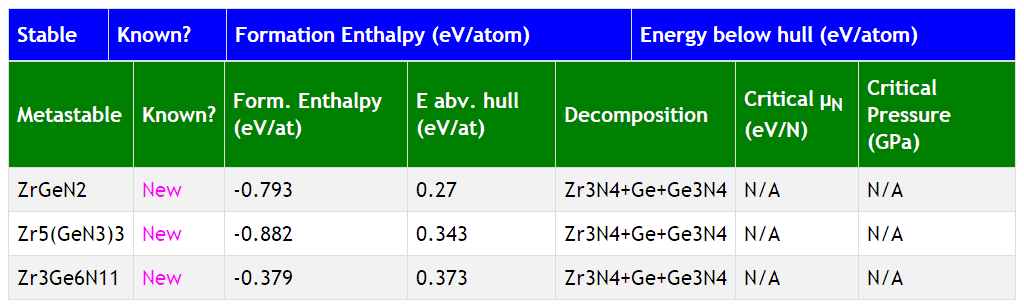 Stable Known? Formation Enthalpy (eV/atom) Energy below hull (eV/atom)
Metastable Known? Form. Enthalpy (eV/at) E abv. hull (eV/at) Decomposition Critical μN (eV/N) Critical Pressure (GPa)
ZrGeN2 New -0.793 0.27 Zr3N4+Ge+Ge3N4 N/A N/A
Zr5(GeN3)3 New -0.882 0.343 Zr3N4+Ge+Ge3N4 N/A N/A
Zr3Ge6N11 New -0.379 0.373 Zr3N4+Ge+Ge3N4 N/A N/A